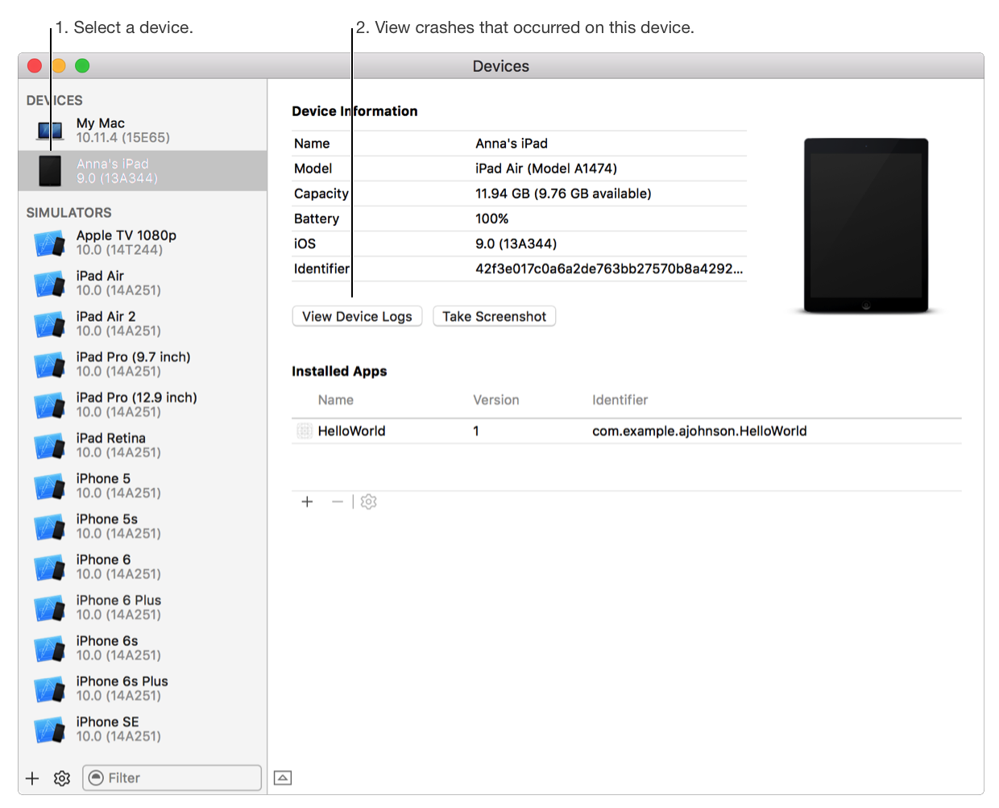 1. Select a device.
2. View crashes that occurred on this device.
Devices
DEVICES
My Mac
10.11.4 (15E65)
Anna's iPad
9.0 (13A344)
SIMULATORS
Apple TV 1080p
10.0 (14T244)
iPad Air
10.0 (14A251)
iPad Air 2
10.0 (14A251)
iPad Pro (9.7 inch)
10.0 (14A251)
iPad Pro (12.9 inch)
10.0 (14A251)
iPad Retina
10.0 (14A251)
iPhone 5
10.0 (14A251)
iPhone 5s
10.0 (14A251)
iPhone 6
10.0 (14A251)
iPhone 6 Plus
10.0 (14A251)
iPhone 6s
10.0 (14A251)
iPhone 6s Plus
10.0 (14A251)
iPhone SE
10.0 (14A251)
Filter
Device Information
Name Anna's iPad
Model iPad Air (Model A1474)
Capacity 11.94 GB (9.76 GB available)
Battery 100%
iOS 9.0 (13A344)
Identifier 42f3e017c0a6a2de763bb27570b8a4292...
View Device Logs Take Screenshot
Installed Apps
Name Version Identifier
HelloWorld 1 com.example.ajohnson.HelloWorld